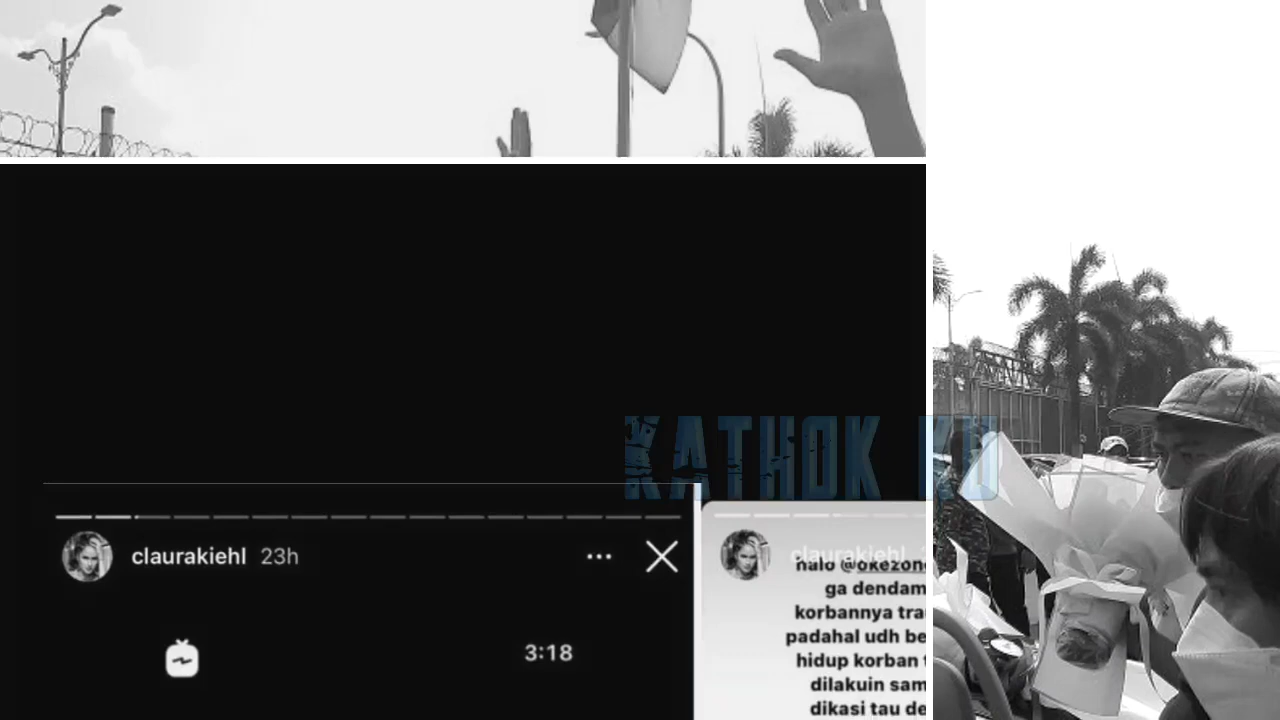 KATHOK KU
claurakiehl 23h
3:18
claurakiehl
halo @okezon
ga dendam
korbannya tra
padahal udh be
hidup korban
dilakuin sam
dikasi tau de